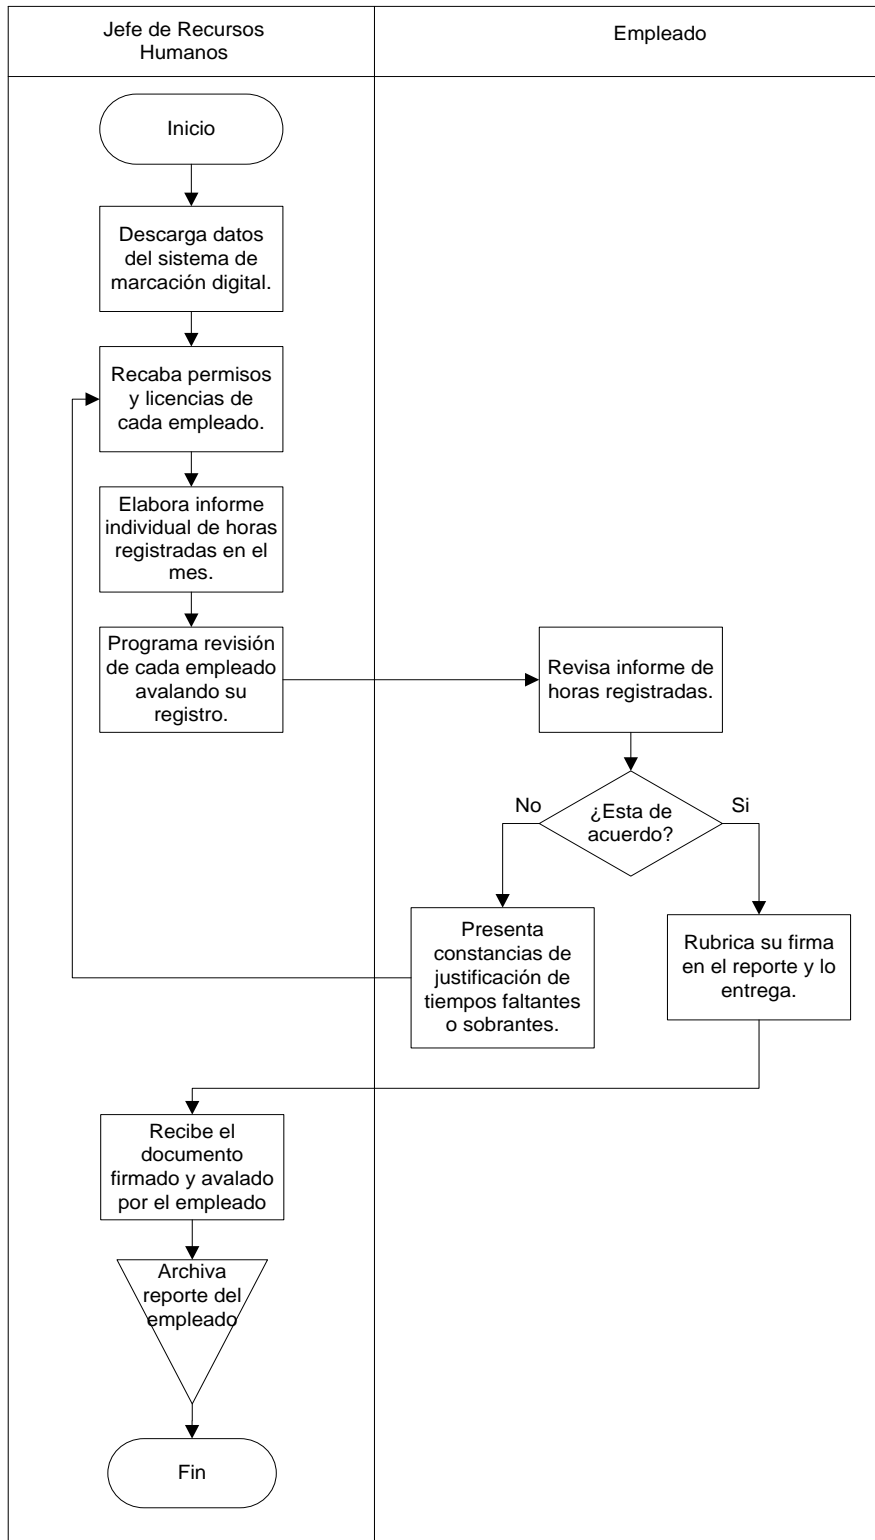 Jefe de Recursos
Humanos
Empleado
Inicio
Descarga datos
del sistema de
marcación digital.
Recaba permisos
y licencias de
cada empleado.
Elabora informe
individual de horas
registradas en el
mes.
Programa revisión
de cada empleado
avalando su
registro.
Revisa informe de
horas registradas.
¿Esta de
acuerdo?
No
Si
Presenta
constancias de
justificación de
tiempos faltantes
o sobrantes.
Rubrica su firma
en el reporte y lo
entrega.
Recibe el
documento
firmado y avalado
por el empleado
Archiva
reporte del
empleado
Fin